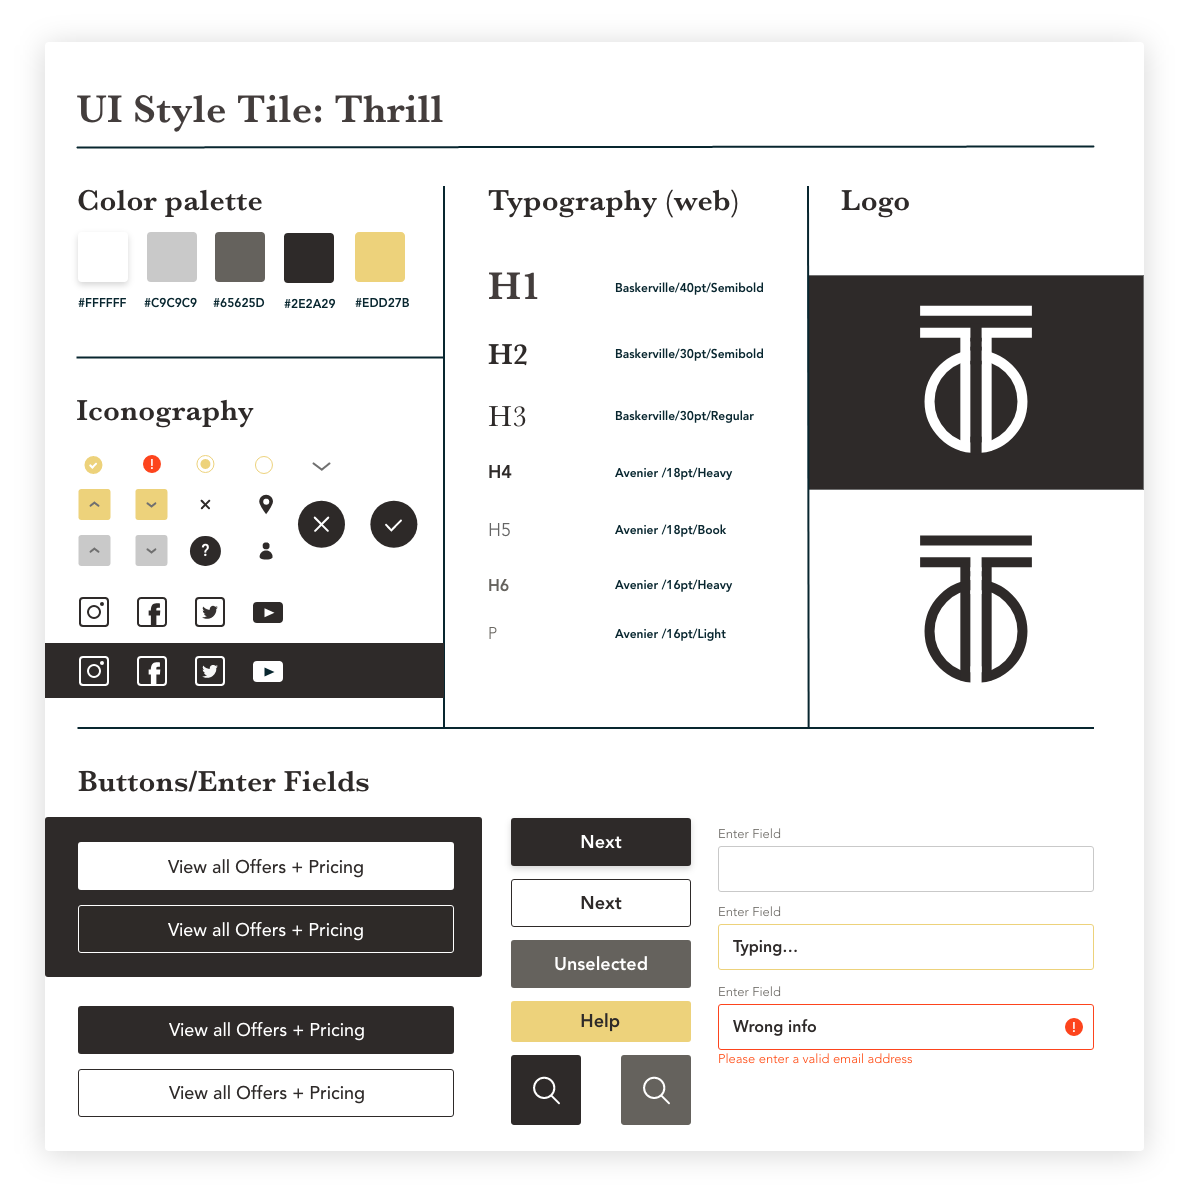 UI Style Tile: Thrill
Color palette
#FFFFFF
#C9C9C9
#65625D
#2E2A29
#EDD27B
Iconography
!
?
Typography (web)
H1
Baskerville/40pt/Semibold
H2
Baskerville/30pt/Semibold
H3
Baskerville/30pt/Regular
H4
Avenier /18pt/Heavy
H5
Avenier /18pt/Book
H6
Avenier /16pt/Heavy
P
Avenier /16pt/Light
Logo
Buttons/Enter Fields
View all Offers + Pricing
View all Offers + Pricing
View all Offers + Pricing
View all Offers + Pricing
Next
Next
Unselected
Help
Enter Field
Enter Field
Typing...
Enter Field
Wrong info
!
Please enter a valid email address